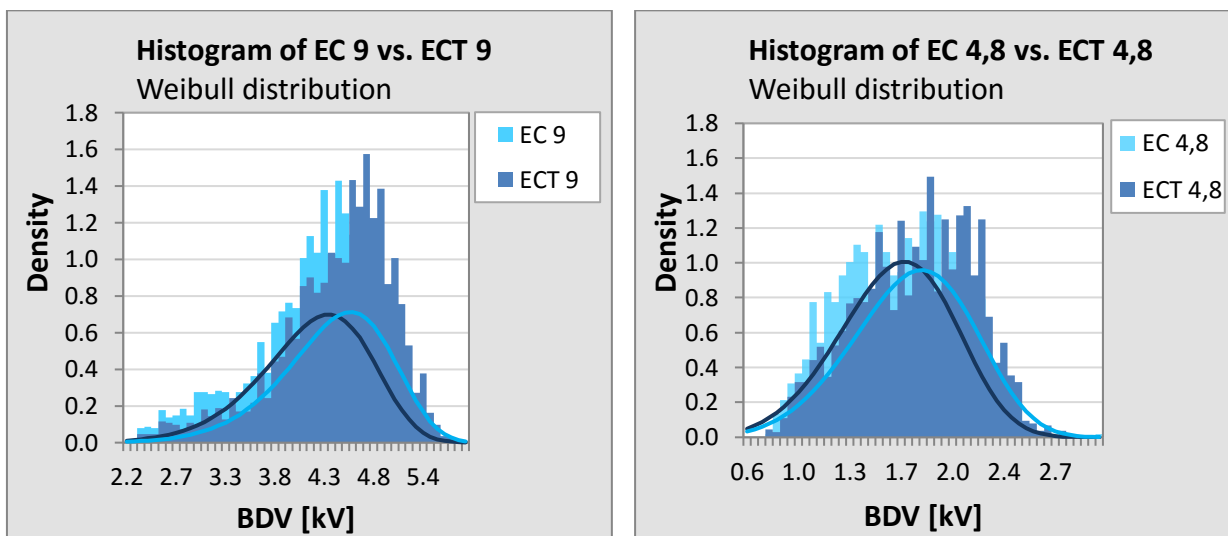 Histogram of EC 9 vs. ECT 9
Weibull distribution
1.8
1.6
1.4
1.2
1.0
0.8
0.6
0.4
0.2
0.0
Density
2.2 2.7 3.3 3.8 4.3 4.8 5.4
BDV [kV]
EC 9
ECT 9
Histogram of EC 4,8 vs. ECT 4,8
Weibull distribution
1.8
1.6
1.4
1.2
1.0
0.8
0.6
0.4
0.2
0.0
Density
0.6 1.0 1.3 1.7 2.0 2.4 2.7
BDV [kV]
EC 4,8
ECT 4,8